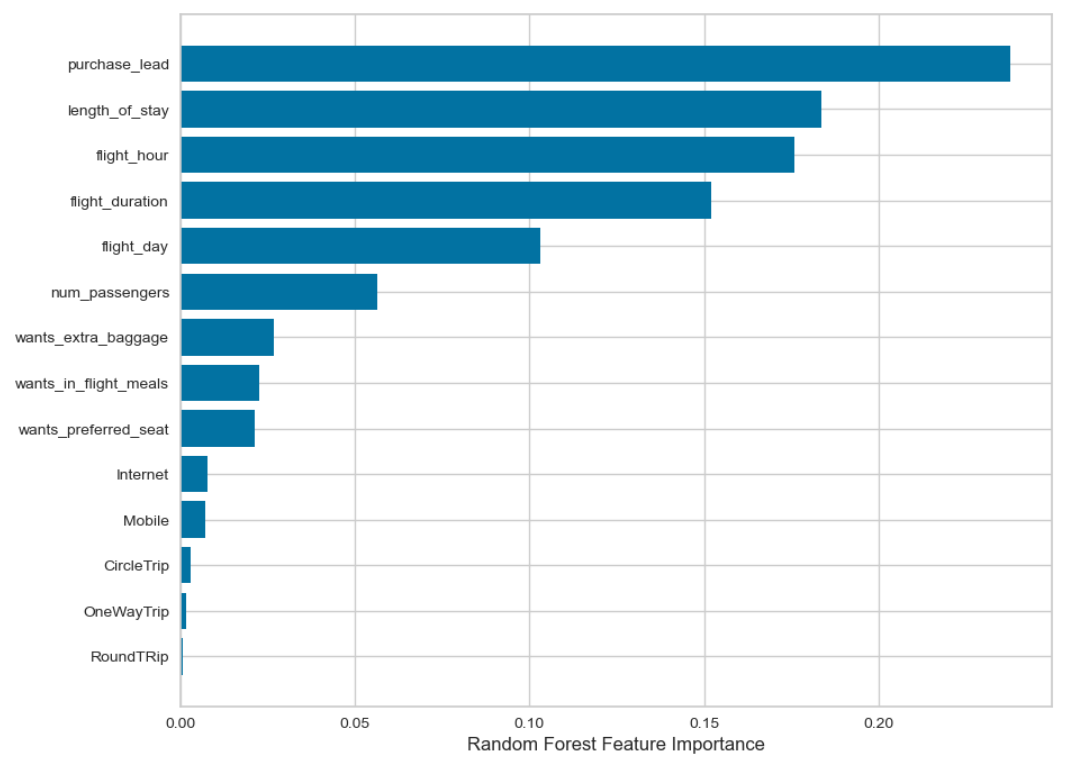 purchase_lead
length_of_stay
flight_hour
flight_duration
flight_day
num_passengers
wants_extra_baggage
wants_in_flight_meals
wants_preferred_seat
Internet
Mobile
CircleTrip
OneWayTrip
RoundTRip
0.00 0.05 0.10 0.15 0.20
Random Forest Feature Importance